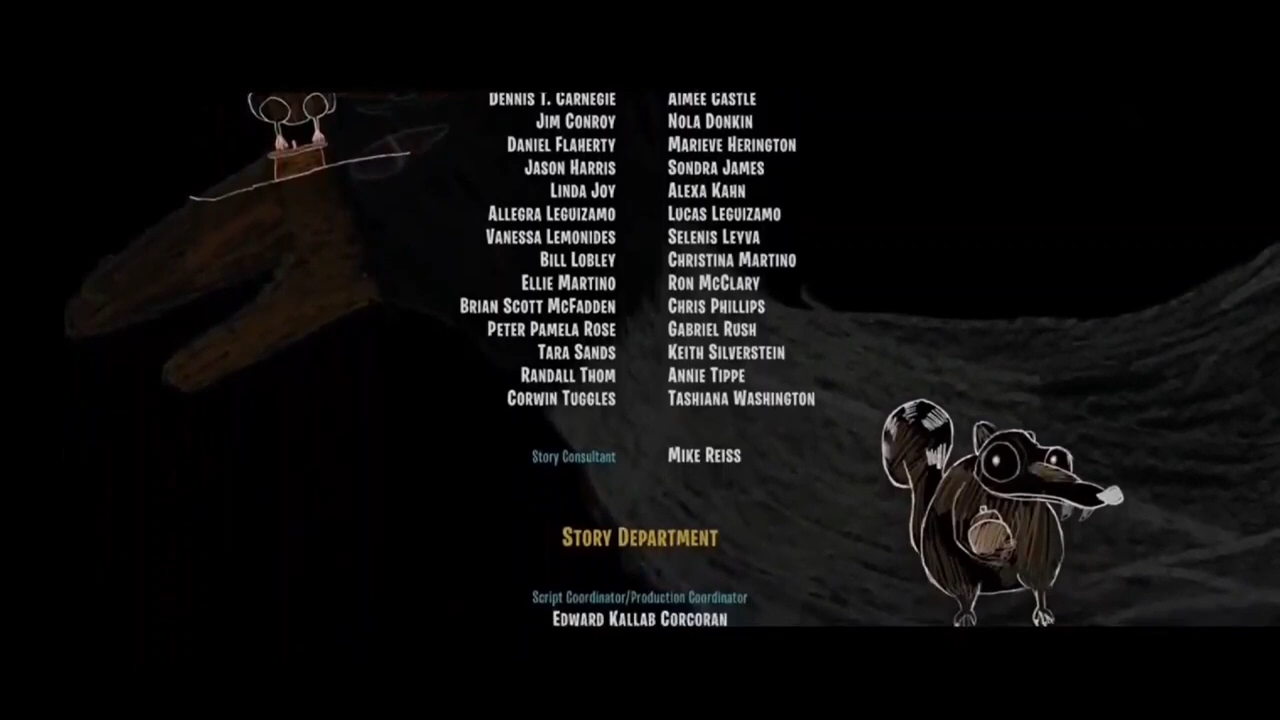 DENNIS T. CARNEGIE AIMEE CASTLE
JIM CONROY NOLA DONKIN
DANIEL FLAHERTY MARIEVE HERINGTON
JASON HARRIS SONDRA JAMES
LINDA JOY ALEXA KAHN
ALLEGRA LEGUIZAMO LUCAS LEGUIZAMO
VANESSA LEMONIDES SELENIS LEYVA
BILL LOBLEY CHRISTINA MARTINO
ELLIE MARTINO RON MCCLARY
BRIAN SCOTT MCFADDEN CHRIS PHILLIPS
PETER PAMELA ROSE GABRIEL RUSH
TARA SANDS KEITH SILVERSTEIN
RANDALL THOM ANNIE TIPPE
CORWIN TUGGLES TASHIANA WASHINGTON
Story Consultant MIKE REISS
STORY DEPARTMENT
Script Coordinator/Production Coordinator
EDWARD KALLAB CORCORAN